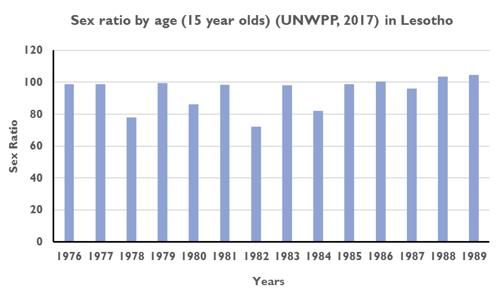 Sex ratio by age (15 year olds) (UNWPP, 2017) in Lesotho
120
100
80
60
40
20
0
Sex Ratio
1976 1977 1978 1979 1980 1981 1982 1983 1984 1985 1986 1987 1988 1989
Years